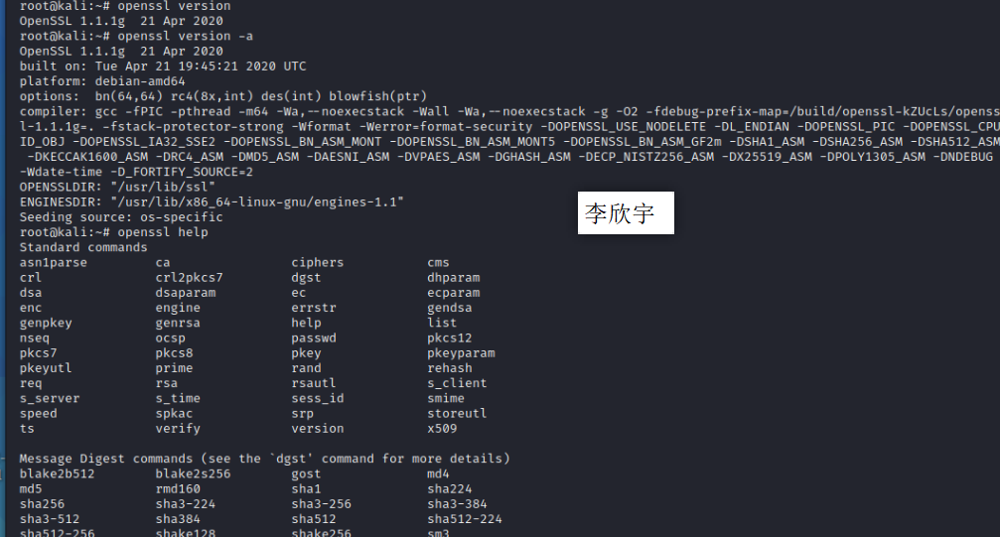 root@kali:~# openssl version
OpenSSL 1.1.1g  21 Apr 2020
root@kali:~# openssl version -a
OpenSSL 1.1.1g  21 Apr 2020
built on: Tue Apr 21 19:45:21 2020 UTC
platform: debian-amd64
options:  bn(64,64) rc4(8x,int) des(int) blowfish(ptr)
compiler: gcc -fPIC -pthread -m64 -Wa,--noexecstack -Wall -Wa,--noexecstack -g -O2 -fdebug-prefix-map=/build/openssl-kZUcLs/openss
l-1.1.1g=. -fstack-protector-strong -Wformat -Werror=format-security -DOPENSSL_USE_NODELETE -DL_ENDIAN -DOPENSSL_PIC -DOPENSSL_CPU
ID_OBJ -DOPENSSL_IA32_SSE2 -DOPENSSL_BN_ASM_MONT -DOPENSSL_BN_ASM_MONT5 -DOPENSSL_BN_ASM_GF2m -DSHA1_ASM -DSHA256_ASM -DSHA512_ASM
-DKECCAK1600_ASM -DRC4_ASM -DMD5_ASM -DAESNI_ASM -DVPAES_ASM -DGHASH_ASM -DECP_NISTZ256_ASM -DX25519_ASM -DPOLY1305_ASM -DNDEBUG
-Wdate-time -D_FORTIFY_SOURCE=2
OPENSSLDIR: "/usr/lib/ssl"
ENGINESDIR: "/usr/lib/x86_64-linux-gnu/engines-1.1"
李欣宇
Seeding source: os-specific
root@kali:~# openssl help
Standard commands
asn1parse ca ciphers cms
crl crl2pkcs7 dgst dhparam
dsa dsaparam ec ecparam
enc engine errstr gendsa
genpkey genrsa help list
nseq ocsp passwd pkcs12
pkcs7 pkcs8 pkey pkeyparam
pkeyutl prime rand rehash
req rsa rsautl s_client
s_server s_time sess_id smime
speed spkac srp storeutl
ts verify version x509
Message Digest commands (see the `dgst' command for more details)
blake2b512 blake2s256 gost md4
md5 rmd160 sha1 sha224
sha256 sha3-224 sha3-256 sha3-384
sha3-512 sha384 sha512 sha512-224
sha512-256 shake128 shake256 sm3